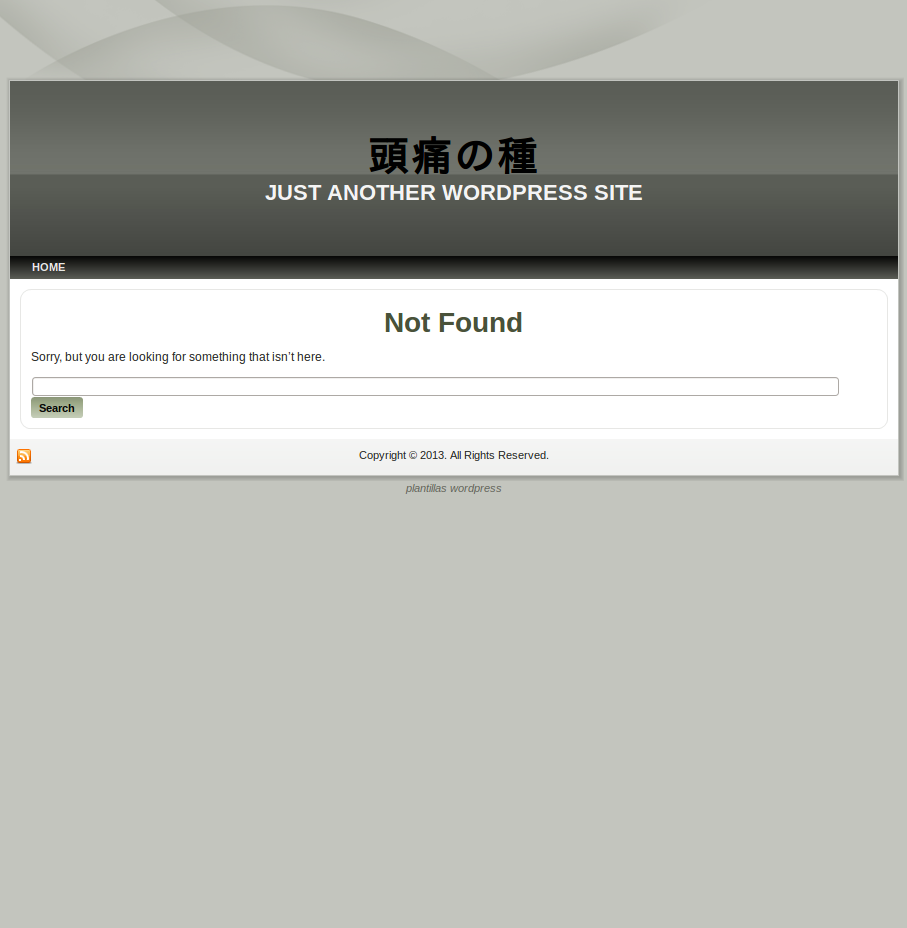 頭痛の種
JUST ANOTHER WORDPRESS SITE
HOME
Not Found
Sorry, but you are looking for something that isn’t here.
Search
Copyright © 2013. All Rights Reserved.
plantillas wordpress